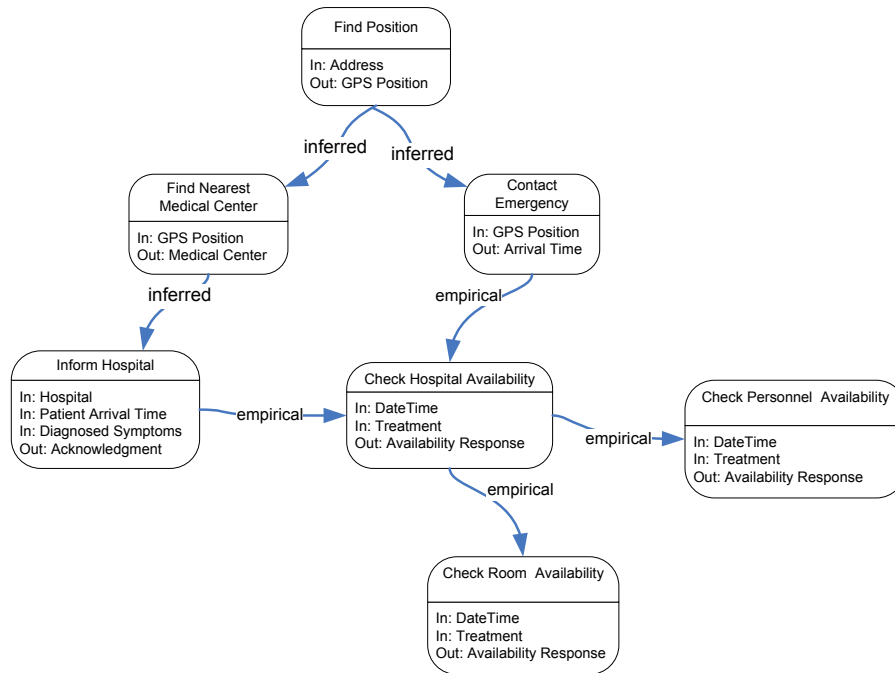 Find Position
In: Address
Out: GPS Position
inferred
inferred
Find Nearest
Medical Center
In: GPS Position
Out: Medical Center
Contact
Emergency
In: GPS Position
Out: Arrival Time
inferred
empirical
Inform Hospital
In: Hospital
In: Patient Arrival Time
In: Diagnosed Symptoms
Out: Acknowledgment
empirical
Check Hospital Availability
In: DateTime
In: Treatment
Out: Availability Response
empirical
Check Personnel Availability
In: DateTime
In: Treatment
Out: Availability Response
empirical
Check Room Availability
In: DateTime
In: Treatment
Out: Availability Response